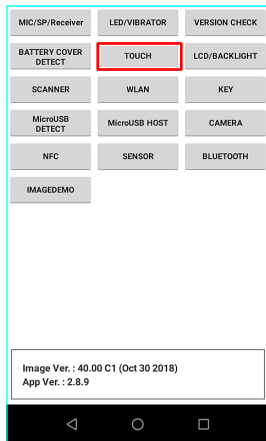 MIC/SP/Receiver LED/VIBRATOR VERSION CHECK
BATTERY COVER DETECT TOUCH LCD/BACKLIGHT
SCANNER WLAN KEY
MicroUSB DETECT MicroUSB HOST CAMERA
NFC SENSOR BLUETOOTH
IMAGEDEMO
Image Ver. : 40.00 C1 (Oct 30 2018)
App Ver. : 2.8.9